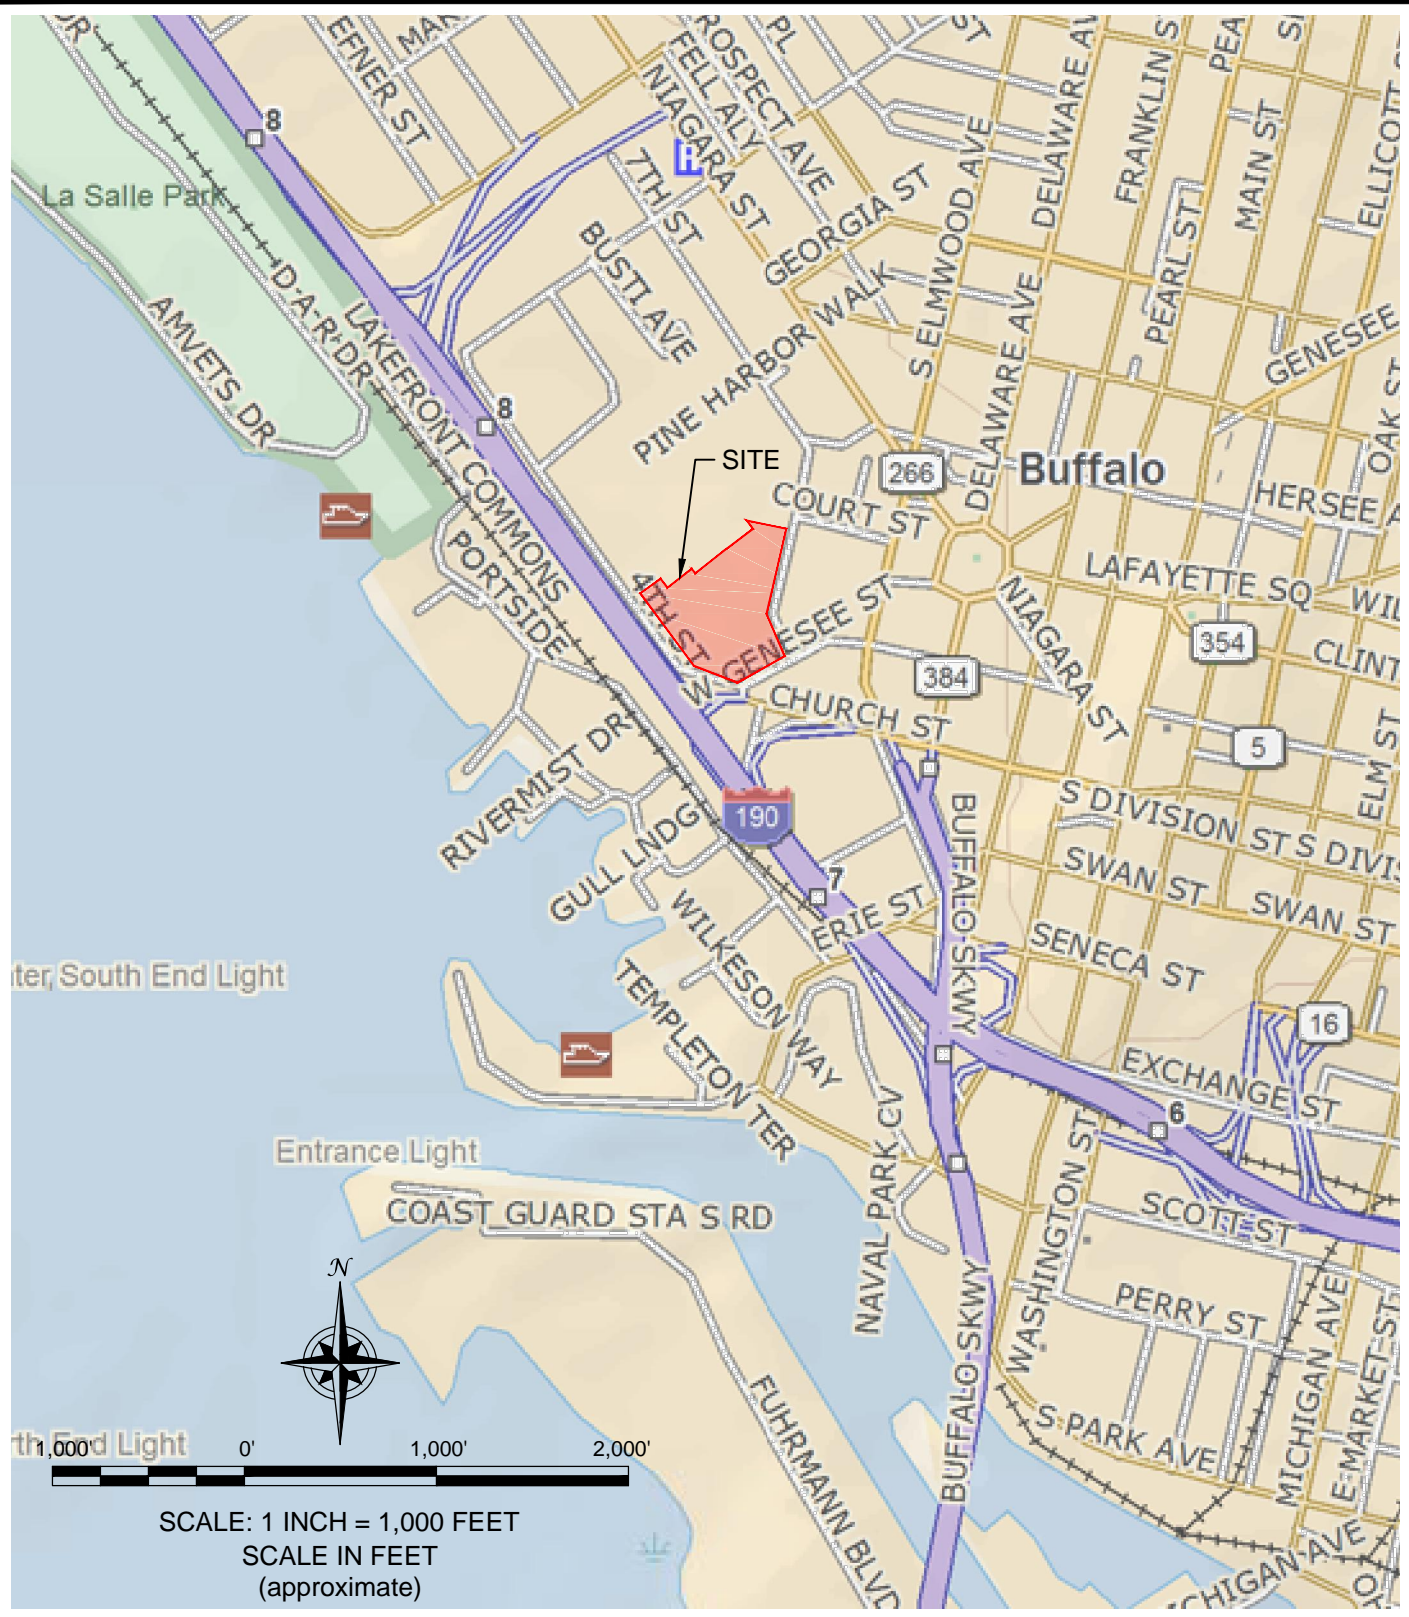 EFNER ST
FELL ALY
NIAGARA ST
PL
ST
DELAWARE AV
FRANKLIN S
MAIN ST
ELLICOTT
8
La Salle Park
7TH ST
H
GEORGIA ST
S ELMWOOD AVE
PEARL ST
BUSTI AVE
D-A-R-DR
LAKEFRONT COMMONS
AMVETS DR
PINE HARBOR WALK
DELAWARE AVE
GENESEE
OAK ST
8
SITE
266
Buffalo
COURT ST
HERSEE A
PORTSIDE
4TH ST
W GENESEE ST
LAFAYETTE SQ
WIL
NIAGARA ST
354
CLINT
384
CHURCH ST
5
ELM ST
RIVERMIST DR
190
S DIVISION ST
S DIVIS
GULL LNDG
BUFFALO SKWY
SWAN ST
SWAN ST
7
ERIE ST
WILKESON WAY
SENECA ST
ter South End Light
TEMPLETON TER
16
EXCHANGE ST
6
Entrance Light
NAVAL PARK CV
WASHINGTON ST
COAST GUARD STA S RD
SCOTT ST
N
PERRY ST
MICHIGAN AVE
E-MARKET-ST
BUFFALO SKWY
FUHRMANN BLVD
S PARK AVE
th End Light
1,000' 0' 1,000' 2,000'
SCALE: 1 INCH = 1,000 FEET
SCALE IN FEET
(approximate)
ICHIGAN AVE